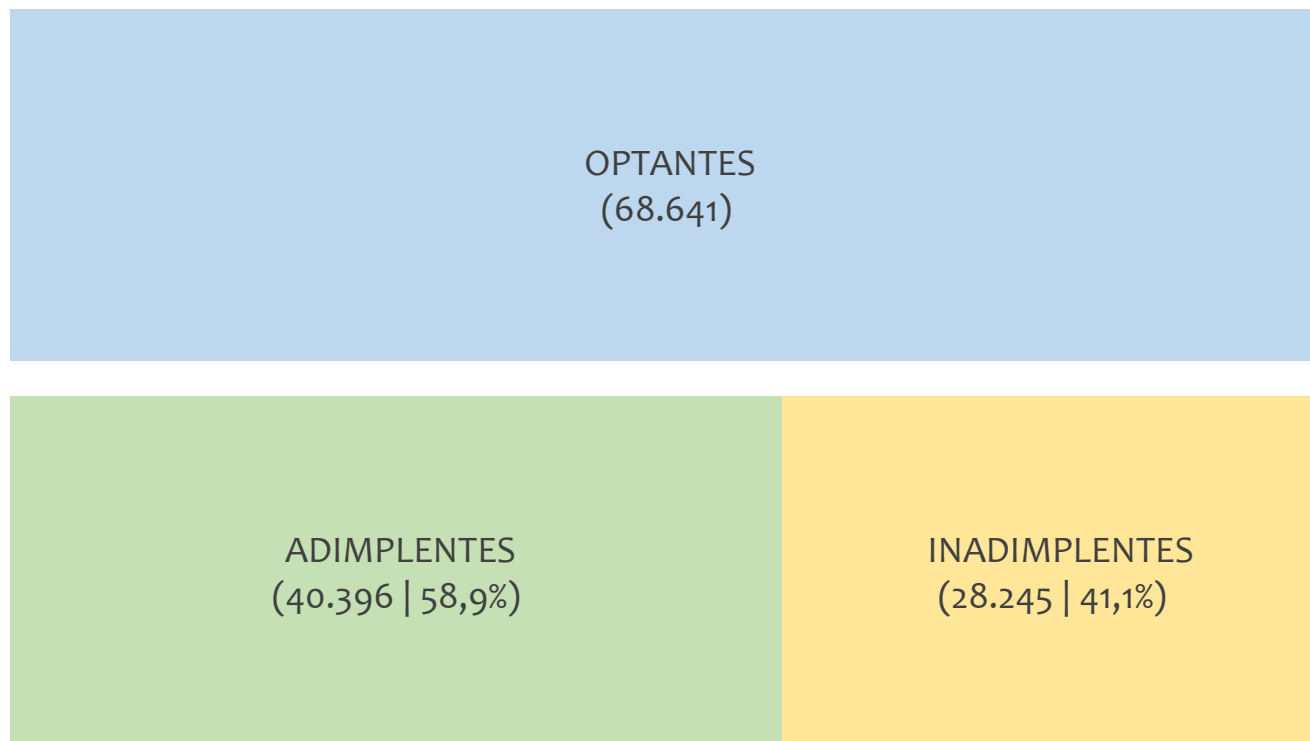 OPTANTES
(68.641)
ADIMPLENTES
(40.396 | 58,9%)
INADIMPLENTES
(28.245 | 41,1%)